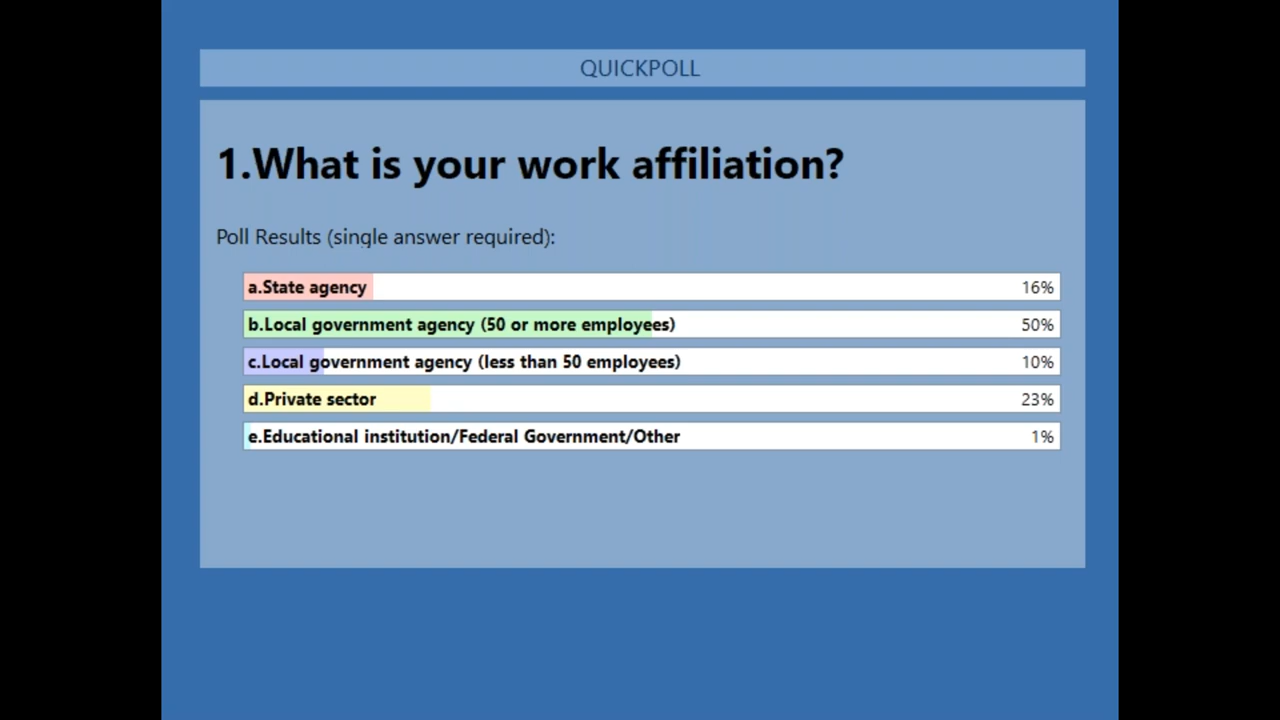 QUICKPOLL
1.What is your work affiliation?
Poll Results (single answer required):
a.State agency 16%
b.Local government agency (50 or more employees) 50%
c.Local government agency (less than 50 employees) 10%
d.Private sector 23%
e.Educational institution/Federal Government/Other 1%